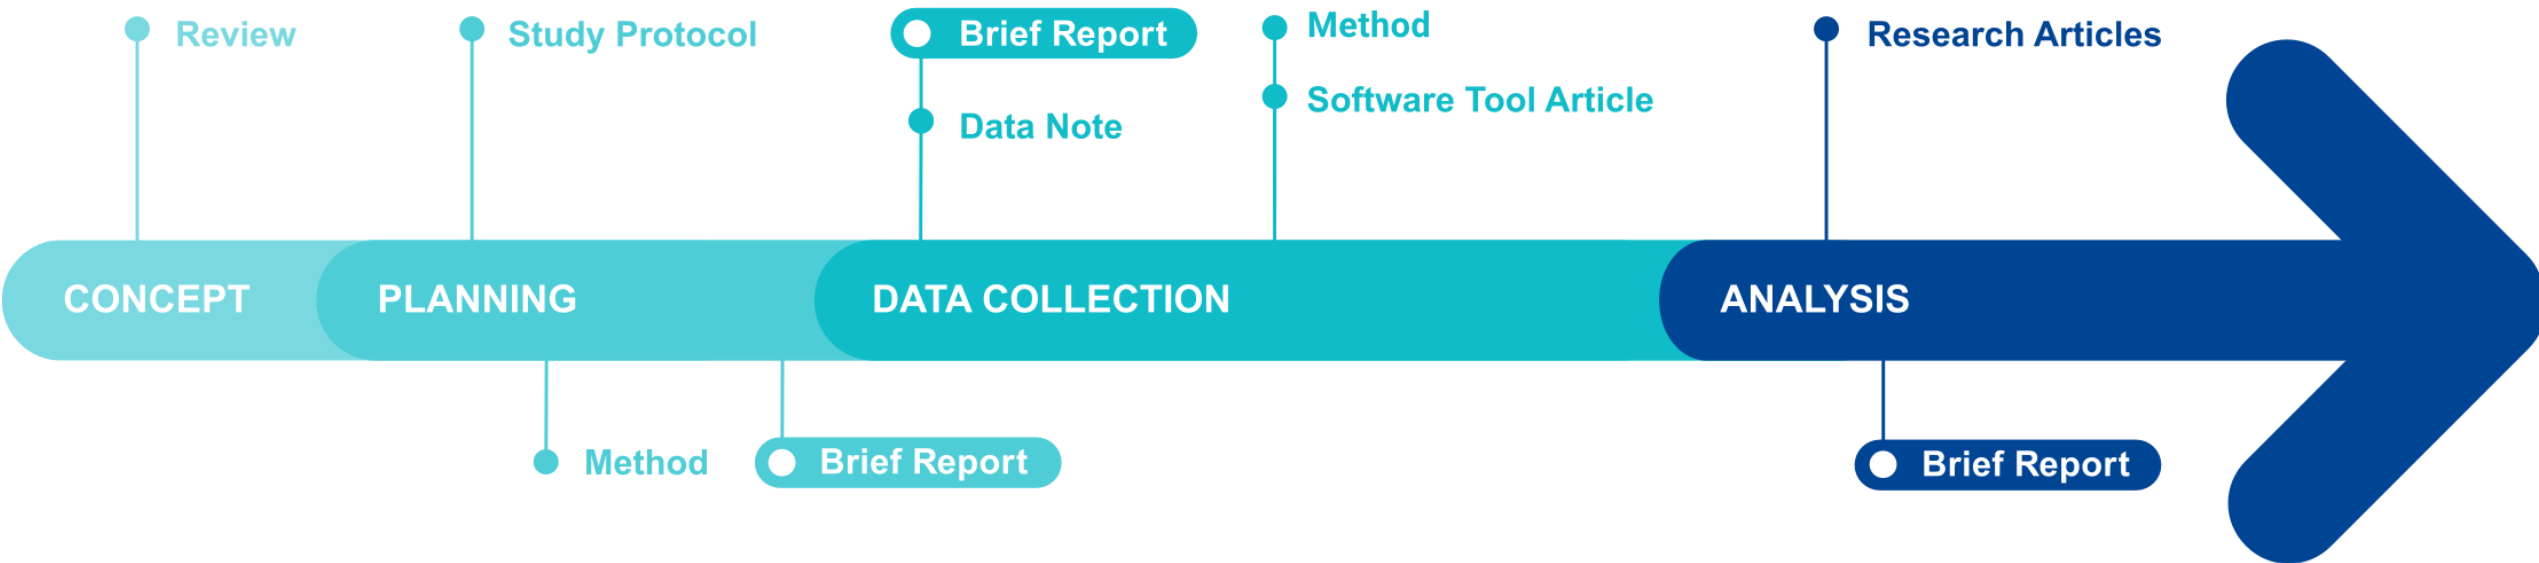 Review
Study Protocol
Brief Report
Method
Research Articles
Software Tool Article
Data Note
CONCEPT
PLANNING
DATA COLLECTION
ANALYSIS
Method
Brief Report
Brief Report